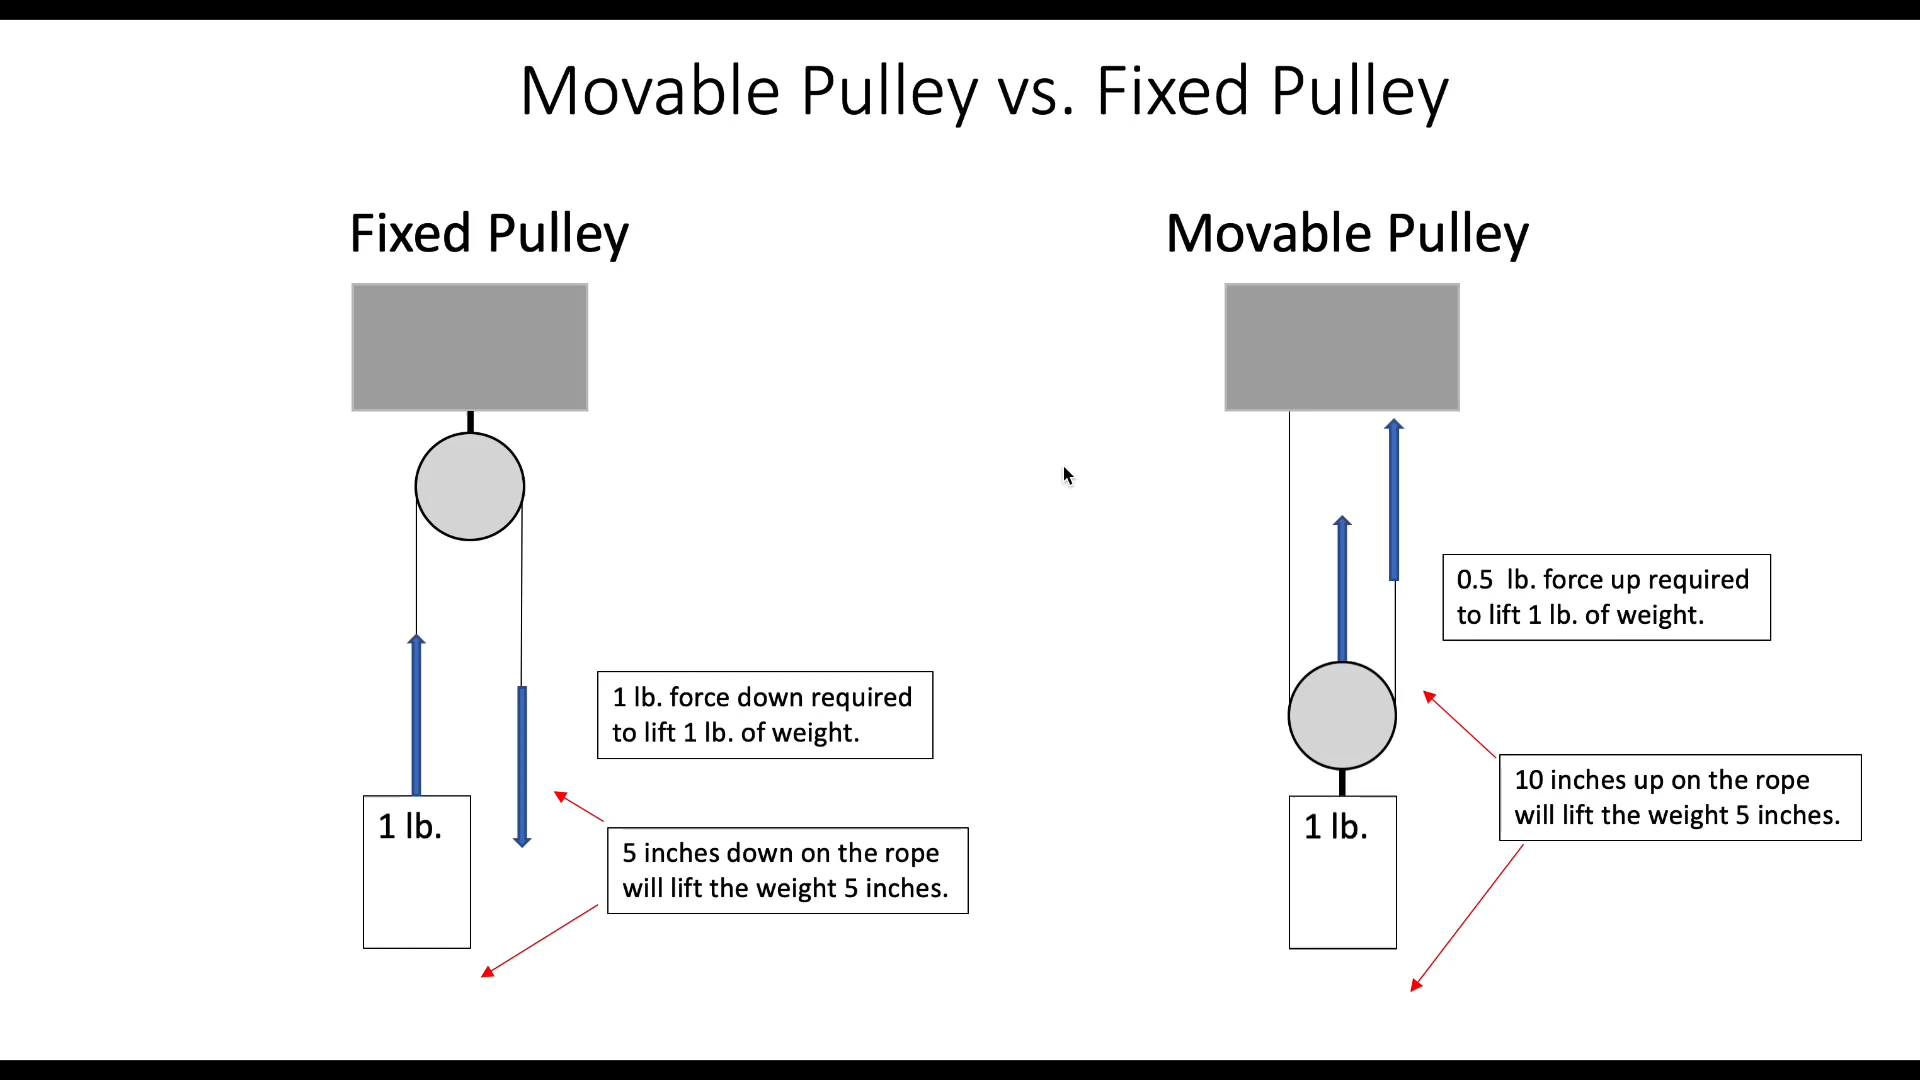 Movable Pulley vs. Fixed Pulley
Fixed Pulley
1 lb. force down required
to lift 1 lb. of weight.
1 lb.
5 inches down on the rope
will lift the weight 5 inches.
Movable Pulley
0.5 lb. force up required
to lift 1 lb. of weight.
10 inches up on the rope
will lift the weight 5 inches.
1 lb.